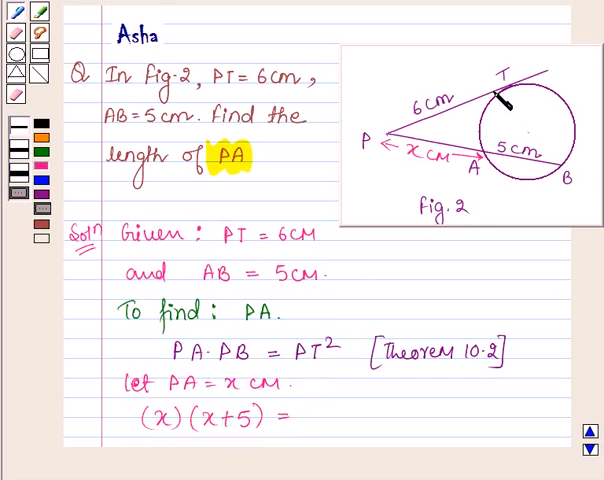 Asha
Q In Fig.2, PT = 6cm,
AB = 5cm. Find the
length of PA
Soln Given: PT = 6CM
and AB = 5CM.
To find: PA.
PA.PB = PT² [Theorem 10.2]
let PA = x CM.
(x)(x+5) =
T
6cm
P
x CM
5cm
A
B
Fig. 2